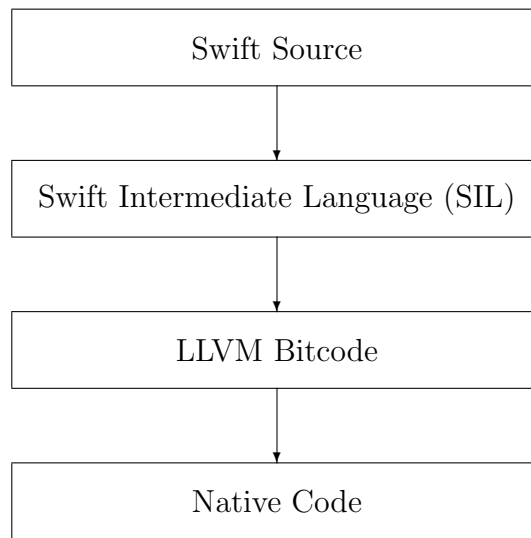 Swift Source
Swift Intermediate Language (SIL)
LLVM Bitcode
Native Code